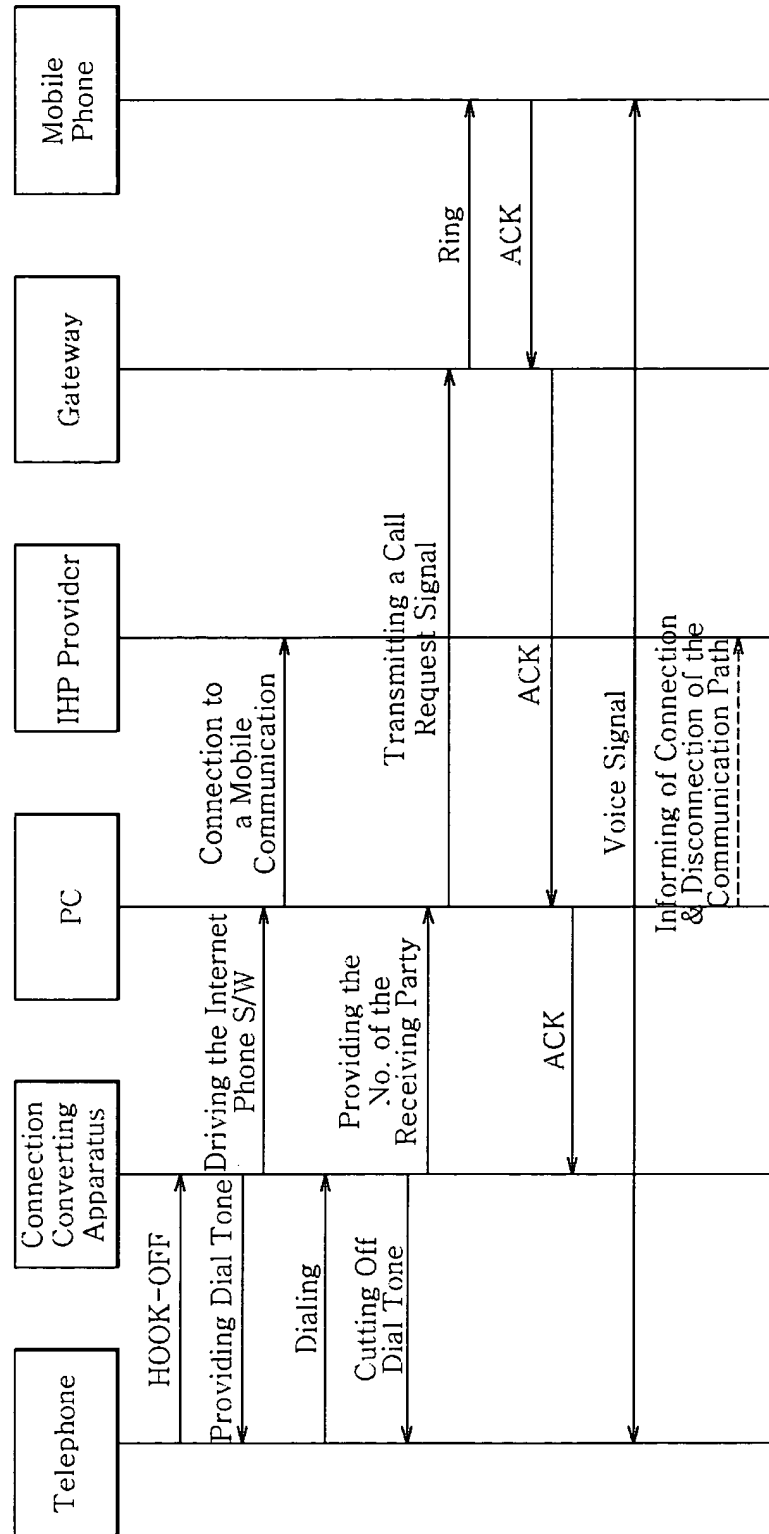 Telephone
Connection
Converting
Apparatus
PC
IHP Provider
Gateway
Mobile
Phone
HOOK-OFF
Providing Dial Tone
Driving the Internet
Phone S/W
Connection to
a Mobile
Communication
Dialing
Cutting Off
Dial Tone
Providing the
No. of the
Receiving Party
Transmitting a Call
Request Signal
Ring
ACK
ACK
ACK
Voice Signal
Informing of Connection
& Disconnection of the
Communication Path